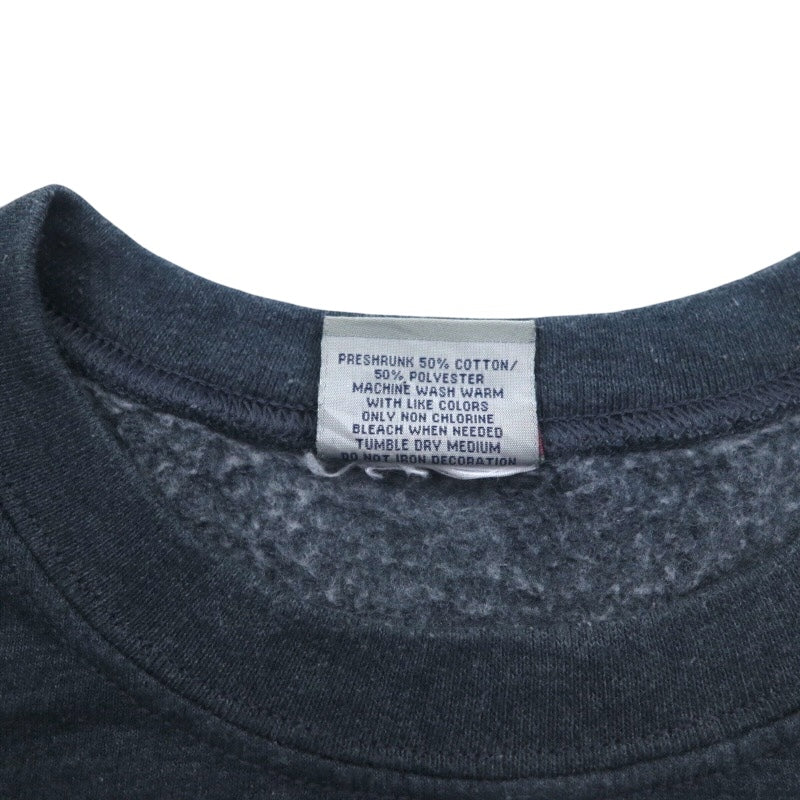 PRESHRUNK 50% COTTON/
50% POLYESTER
MACHINE WASH WARM
WITH LIKE COLORS
ONLY NON CHLORINE
BLEACH WHEN NEEDED
TUMBLE DRY MEDIUM
DO NOT IRON DECORATION